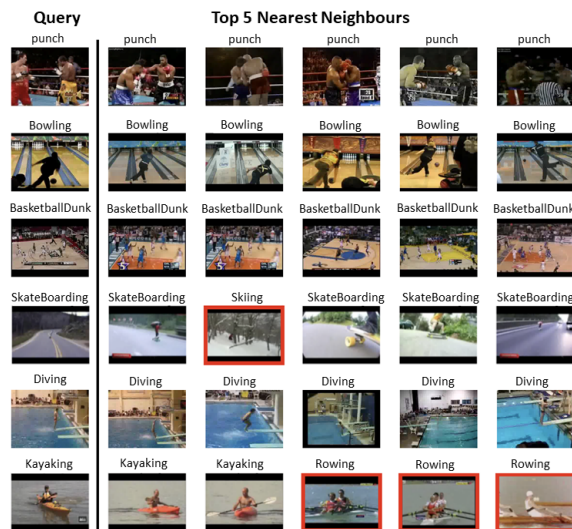 Query Top 5 Nearest Neighbours
punch punch punch punch punch punch
Bowling Bowling Bowling Bowling Bowling Bowling
BasketballDunk BasketballDunk BasketballDunk BasketballDunk BasketballDunk BasketballDunk
SkateBoarding SkateBoarding Skiing SkateBoarding SkateBoarding SkateBoarding
Diving Diving Diving Diving Diving Diving
Kayaking Kayaking Kayaking Rowing Rowing Rowing